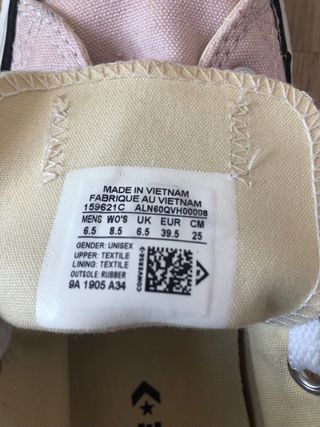 MADE IN VIETNAM
FABRIQUE AU VIETNAM
159621C ALN60QVH00008
MENS WO'S UK EUR CM
6.5 8.5 6.5 39.5 25
GENDER: UNISEX
UPPER: TEXTILE
LINING: TEXTILE
OUTSOLE: RUBBER
9A 1905 A34